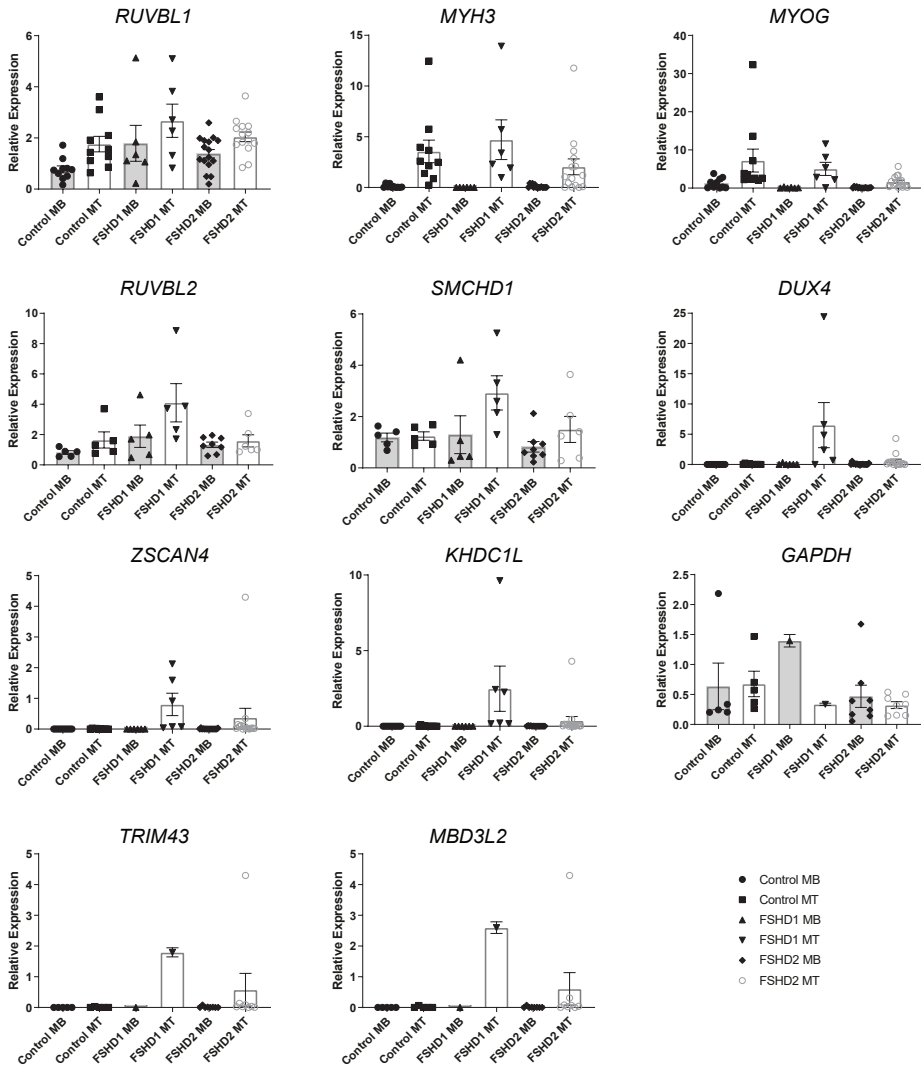 RUVBL1
Relative Expression
6
4
2
0
Control MB
Control MT
FSHD1 MB
FSHD1 MT
FSHD2 MB
FSHD2 MT
MYH3
Relative Expression
15
10
5
0
Control MB
Control MT
FSHD1 MB
FSHD1 MT
FSHD2 MB
FSHD2 MT
MYOG
Relative Expression
40
30
20
10
0
Control MB
Control MT
FSHD1 MB
FSHD1 MT
FSHD2 MB
FSHD2 MT
RUVBL2
Relative Expression
10
8
6
4
2
0
Control MB
Control MT
FSHD1 MB
FSHD1 MT
FSHD2 MB
FSHD2 MT
SMCHD1
Relative Expression
6
4
2
0
Control MB
Control MT
FSHD1 MB
FSHD1 MT
FSHD2 MB
FSHD2 MT
DUX4
Relative Expression
25
20
15
10
5
0
Control MB
Control MT
FSHD1 MB
FSHD1 MT
FSHD2 MB
FSHD2 MT
ZSCAN4
Relative Expression
5
4
3
2
1
0
Control MB
Control MT
FSHD1 MB
FSHD1 MT
FSHD2 MB
FSHD2 MT
KHDC1L
Relative Expression
10
5
0
Control MB
Control MT
FSHD1 MB
FSHD1 MT
FSHD2 MB
FSHD2 MT
GAPDH
Relative Expression
2.5
2.0
1.5
1.0
0.5
0.0
Control MB
Control MT
FSHD1 MB
FSHD1 MT
FSHD2 MB
FSHD2 MT
TRIM43
Relative Expression
5
4
3
2
1
0
Control MB
Control MT
FSHD1 MB
FSHD1 MT
FSHD2 MB
FSHD2 MT
MBD3L2
Relative Expression
5
4
3
2
1
0
Control MB
Control MT
FSHD1 MB
FSHD1 MT
FSHD2 MB
FSHD2 MT
Control MB
Control MT
FSHD1 MB
FSHD1 MT
FSHD2 MB
FSHD2 MT